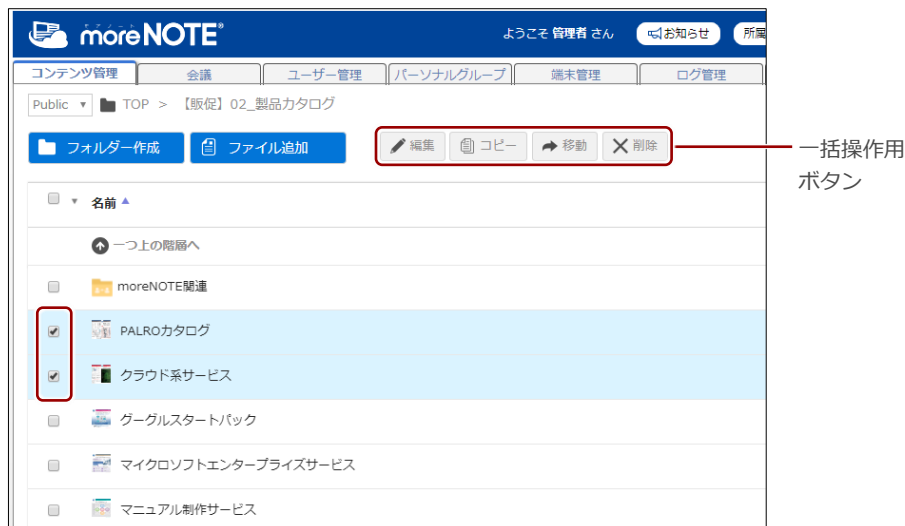 モアノート
moreNOTE®
ようこそ 管理者 さん
お知らせ
所属
コンテンツ管理 会議 ユーザー管理 パーソナルグループ 端末管理 ログ管理
Public ▼ TOP > 【販促】02_製品カタログ
フォルダー作成 ファイル追加 編集 コピー 移動 削除
一括操作用
ボタン
▼ 名前 ▲
一つ上の階層へ
moreNOTE関連
PALROカタログ
クラウド系サービス
グーグルスタートパック
マイクロソフトエンタープライズサービス
マニュアル制作サービス